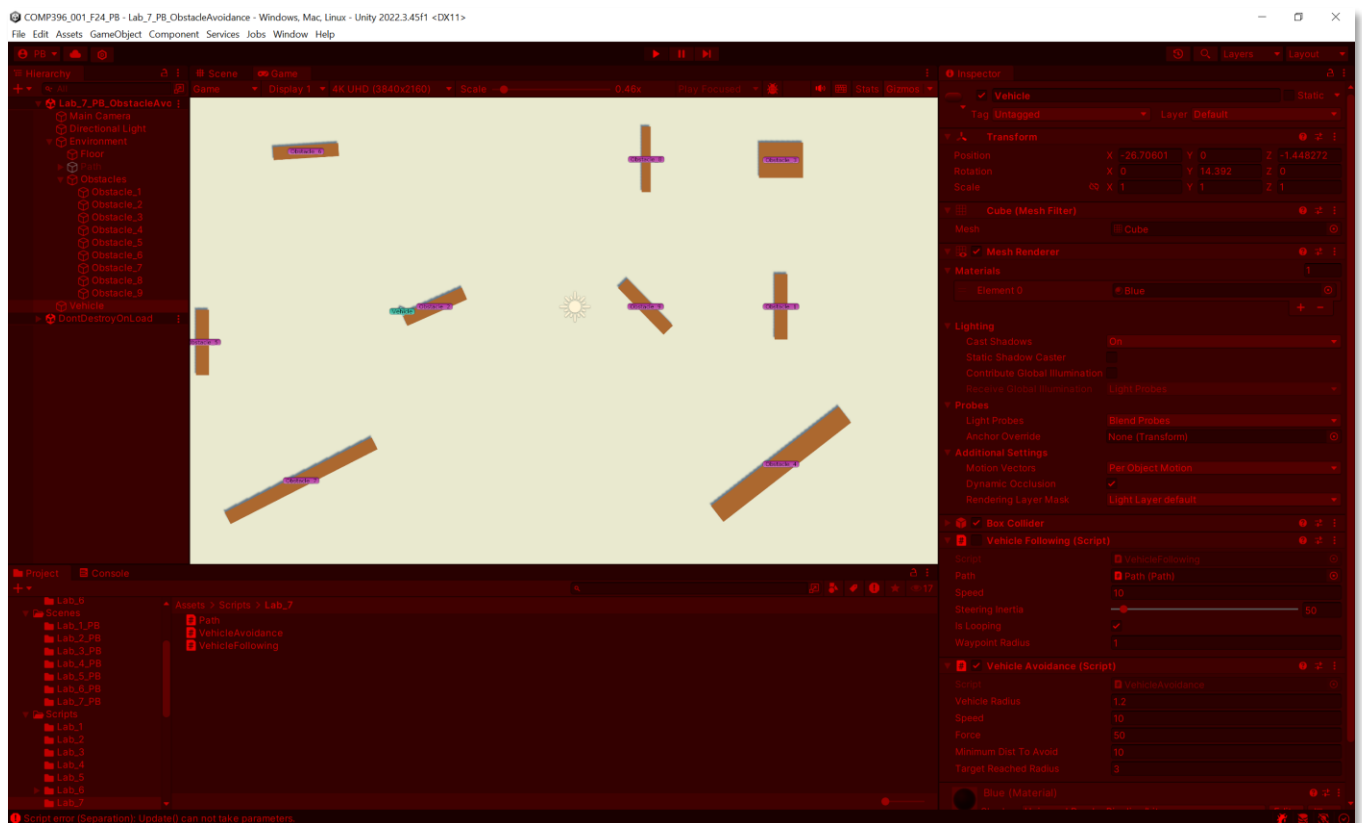 COMP396_001_F24_PB - Lab_7_PB_ObstacleAvoidance - Windows, Mac, Linux - Unity 2022.3.45f1 <DX11>
File Edit Assets GameObject Component Services Jobs Window Help
PB
Layers
Layout
Hierarchy
All
Lab_7_PB_ObstacleAvo
Main Camera
Directional Light
Environment
Floor
Obstacles
Obstacle_1
Obstacle_2
Obstacle_3
Obstacle_4
Obstacle_5
Obstacle_6
Obstacle_7
Obstacle_8
Obstacle_9
Vehicle
DontDestroyOnLoad
Scene Game
Game Display 1 4K UHD (3840x2160) Scale 0.46x Play Focused Stats Gizmos
Vehicle
Inspector
Vehicle Static
Tag Untagged Layer Default
Transform
Position X -26.70601 Y 0 Z -1.448272
Rotation X 0 Y 14.392 Z 0
Scale X 1 Y 1 Z 1
Cube (Mesh Filter)
Mesh Cube
Mesh Renderer
Materials 1
Element 0 Blue
Lighting
Cast Shadows On
Static Shadow Caster
Contribute Global Illumination
Receive Global Illumination Light Probes
Probes
Light Probes Blend Probes
Anchor Override None (Transform)
Additional Settings
Motion Vectors Per Object Motion
Dynamic Occlusion
Rendering Layer Mask Light Layer default
Box Collider
Vehicle Following (Script)
Script VehicleFollowing
Path Path (Path)
Speed 10
Steering Inertia 50
Is Looping
Waypoint Radius 1
Vehicle Avoidance (Script)
Script VehicleAvoidance
Vehicle Radius 1.2
Speed 10
Force 50
Minimum Dist To Avoid 10
Target Reached Radius 3
Blue (Material)
Project Console
17
Lab_6
Scenes
Lab_1_PB
Lab_2_PB
Lab_3_PB
Lab_4_PB
Lab_5_PB
Lab_6_PB
Lab_7_PB
Scripts
Lab_1
Lab_2
Lab_3
Lab_4
Lab_5
Lab_6
Lab_7
Assets > Scripts > Lab_7
Path
VehicleAvoidance
VehicleFollowing
Script error (Separation): Update() can not take parameters.